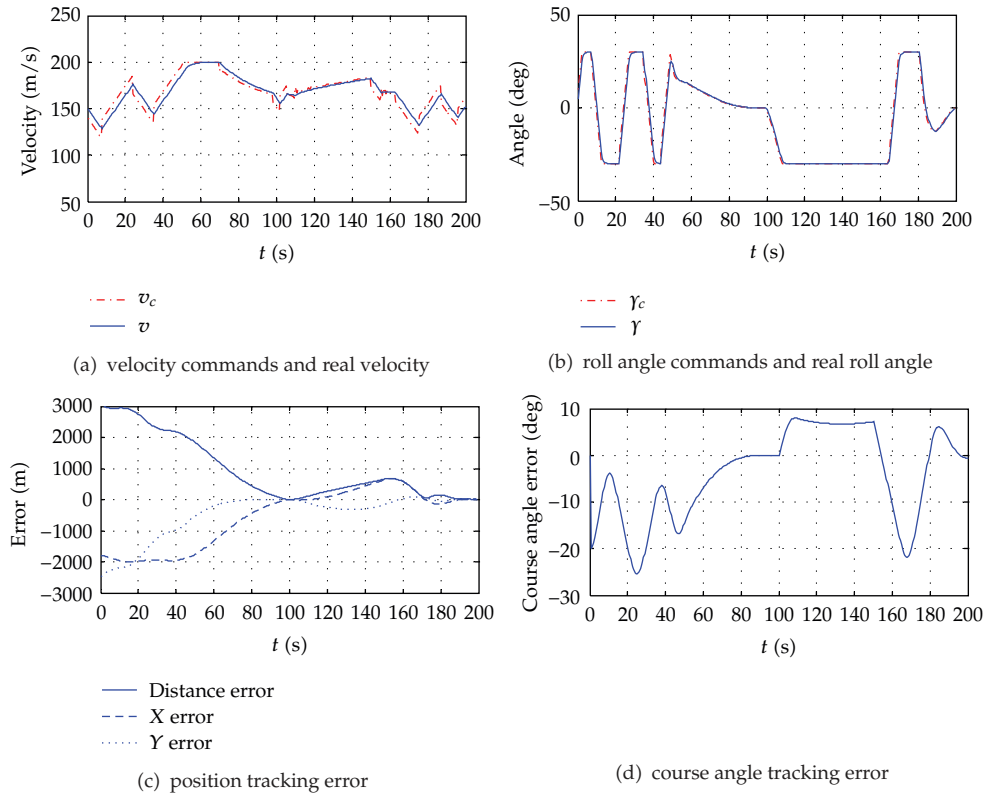 250
200
150
100
50
Velocity (m/s)
0 20 40 60 80 100 120 140 160 180 200
t (s)
v_c
v
(a) velocity commands and real velocity
50
0
−50
Angle (deg)
0 20 40 60 80 100 120 140 160 180 200
t (s)
γ_c
γ
(b) roll angle commands and real roll angle
3000
2000
1000
0
−1000
−2000
−3000
Error (m)
0 20 40 60 80 100 120 140 160 180 200
t (s)
Distance error
X error
Y error
(c) position tracking error
10
0
−10
−20
−30
Course angle error (deg)
0 20 40 60 80 100 120 140 160 180 200
t (s)
(d) course angle tracking error